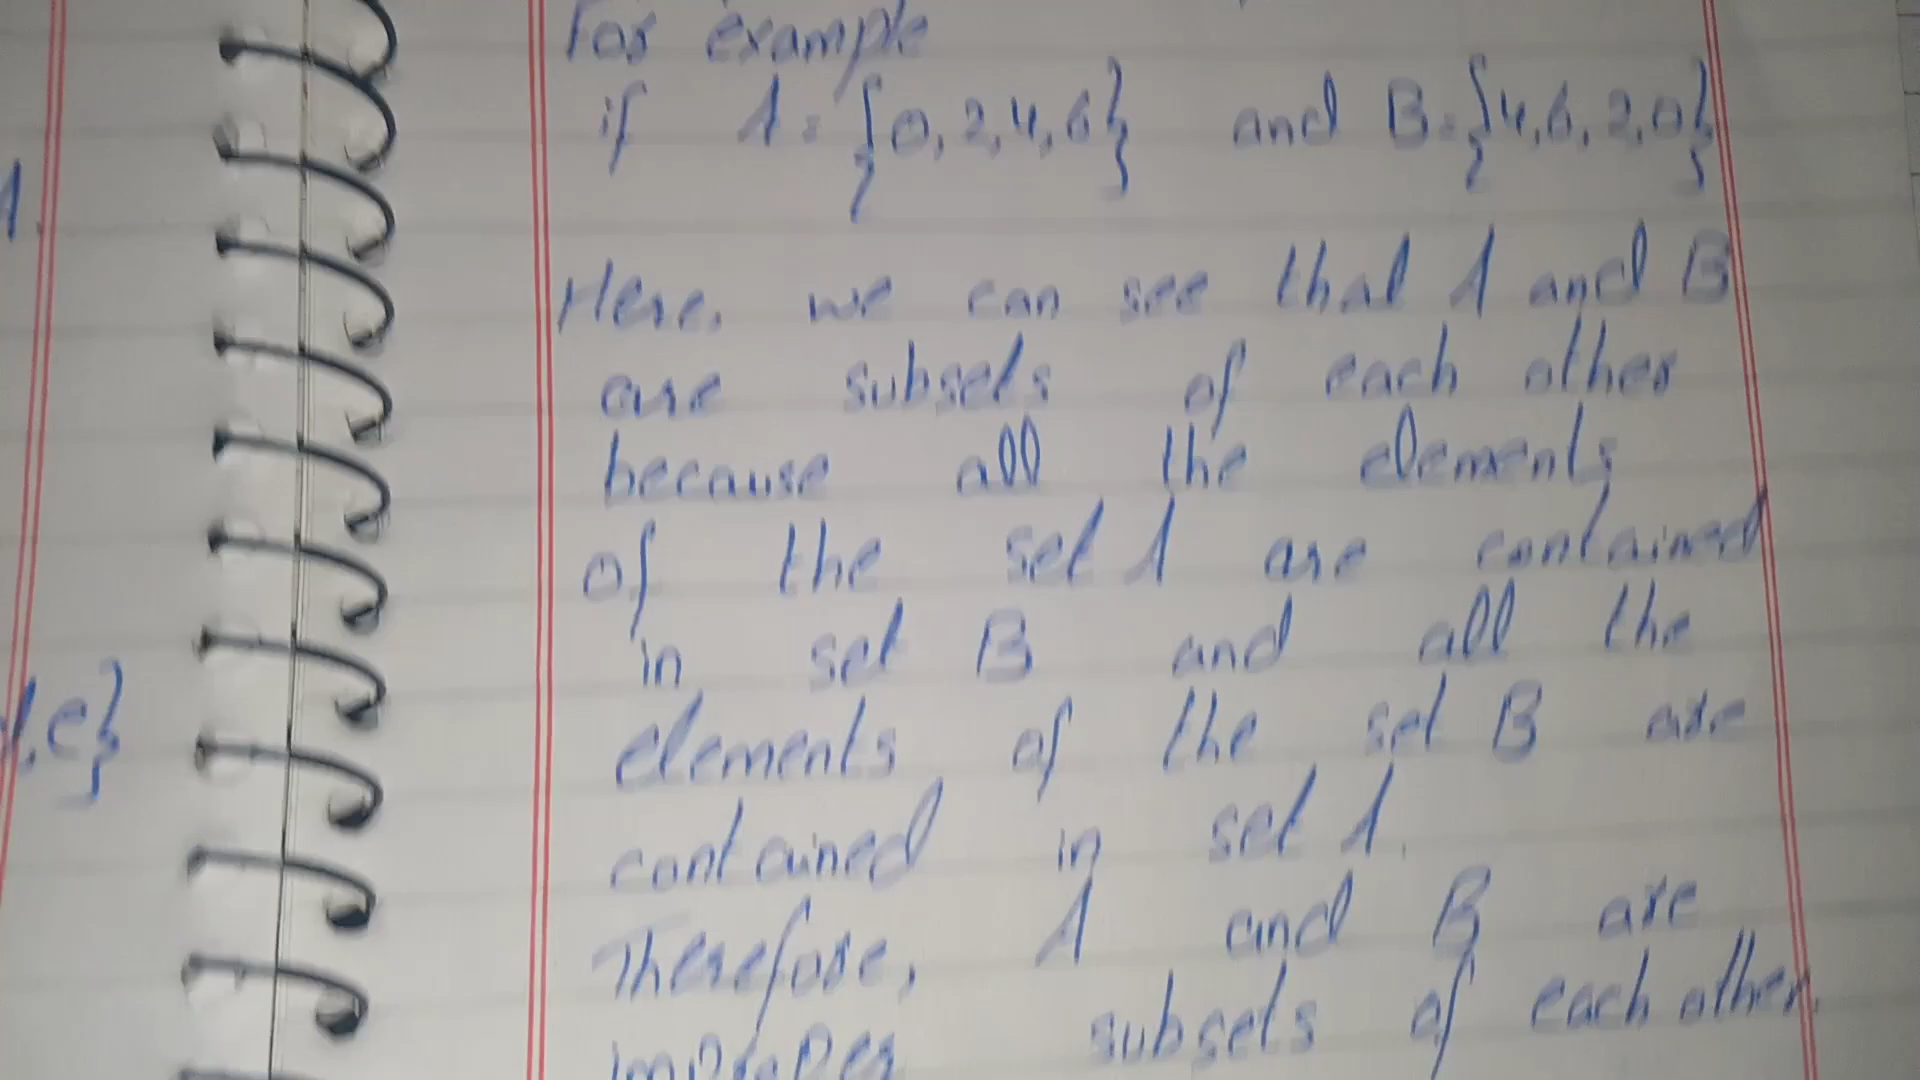 For example
if A = {0, 2, 4, 6} and B = {4, 6, 2, 0}
Here, we can see that A and B
are subsets of each other
because all the elements
of the set A are contained
in set B and all the
elements of the set B are
contained in set A.
Therefore, A and B are
improper subsets of each other.
d, e}